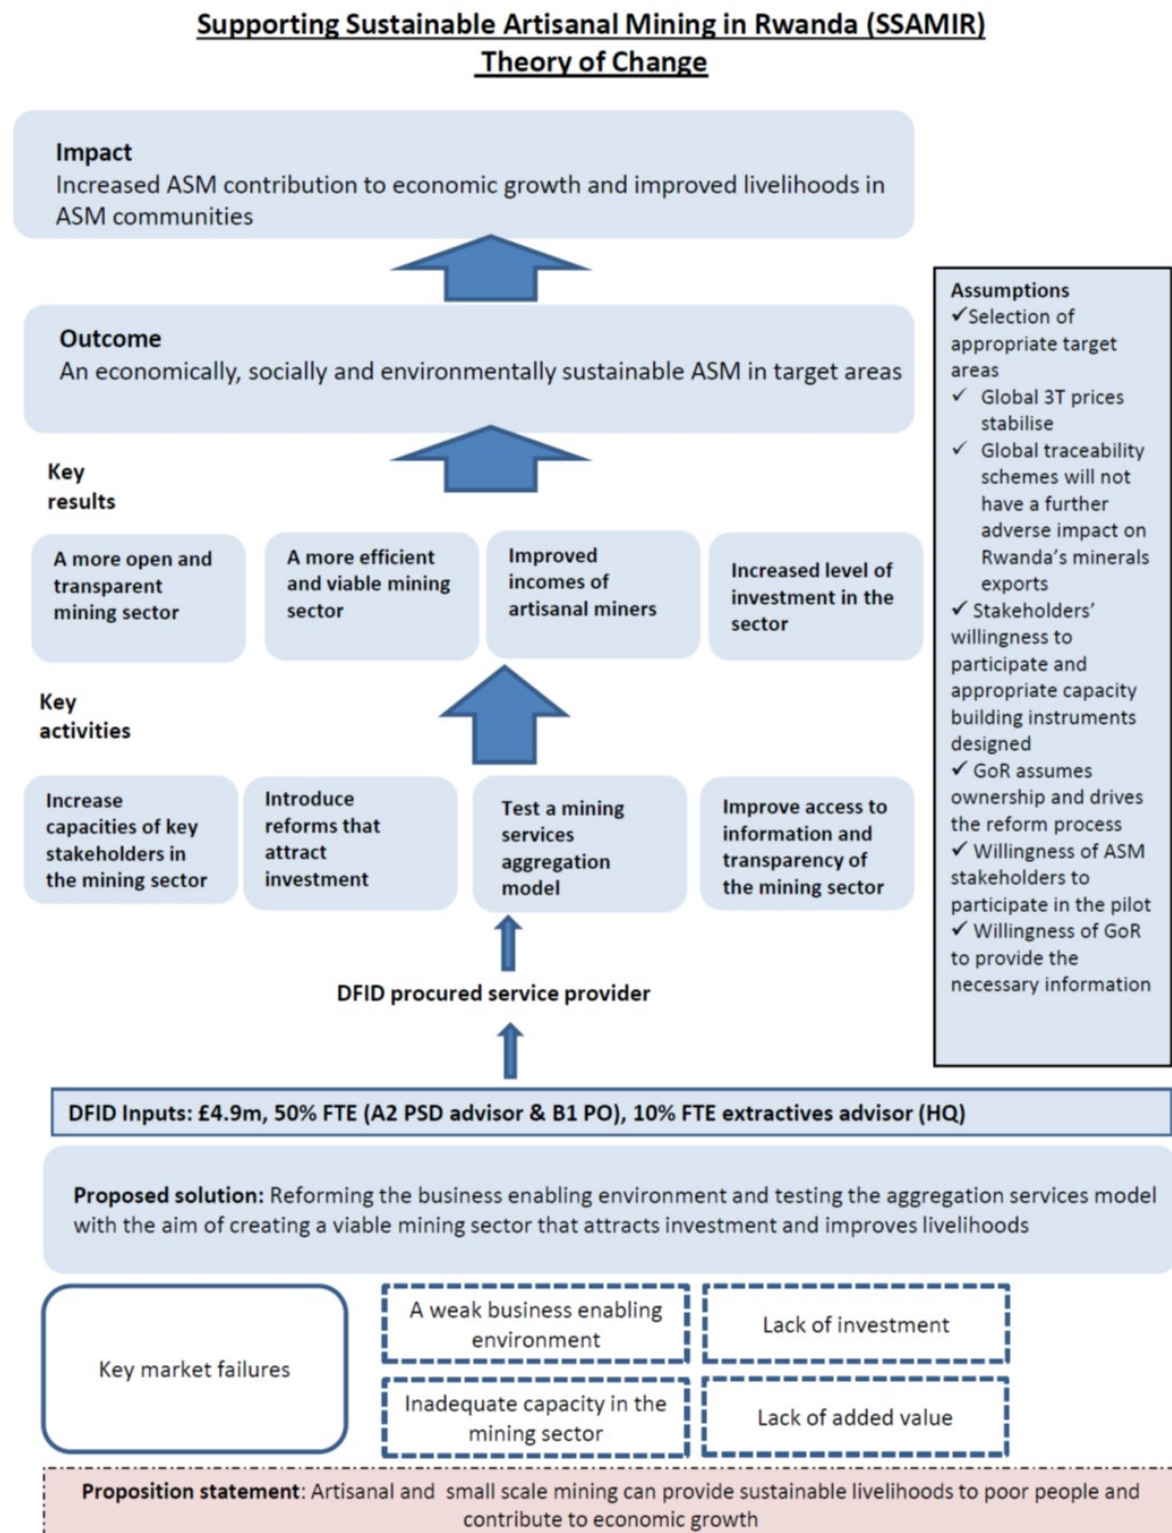 Supporting Sustainable Artisanal Mining in Rwanda (SSAMIR)
Theory of Change
Impact
Increased ASM contribution to economic growth and improved livelihoods in
ASM communities
Outcome
An economically, socially and environmentally sustainable ASM in target areas
Key
results
A more open and
transparent
mining sector
A more efficient
and viable mining
sector
Improved
incomes of
artisanal miners
Increased level of
investment in the
sector
Key
activities
Increase
capacities of key
stakeholders in
the mining sector
Introduce
reforms that
attract
investment
Test a mining
services
aggregation
model
Improve access to
information and
transparency of
the mining sector
DFID procured service provider
Assumptions
✓Selection of
appropriate target
areas
✓ Global 3T prices
stabilise
✓ Global traceability
schemes will not
have a further
adverse impact on
Rwanda's minerals
exports
✓ Stakeholders'
willingness to
participate and
appropriate capacity
building instruments
designed
✓ GoR assumes
ownership and drives
the reform process
✓ Willingness of ASM
stakeholders to
participate in the pilot
✓ Willingness of GoR
to provide the
necessary information
DFID Inputs: £4.9m, 50% FTE (A2 PSD advisor & B1 PO), 10% FTE extractives advisor (HQ)
Proposed solution: Reforming the business enabling environment and testing the aggregation services model
with the aim of creating a viable mining sector that attracts investment and improves livelihoods
Key market failures
A weak business enabling
environment
Lack of investment
Inadequate capacity in the
mining sector
Lack of added value
Proposition statement: Artisanal and small scale mining can provide sustainable livelihoods to poor people and
contribute to economic growth